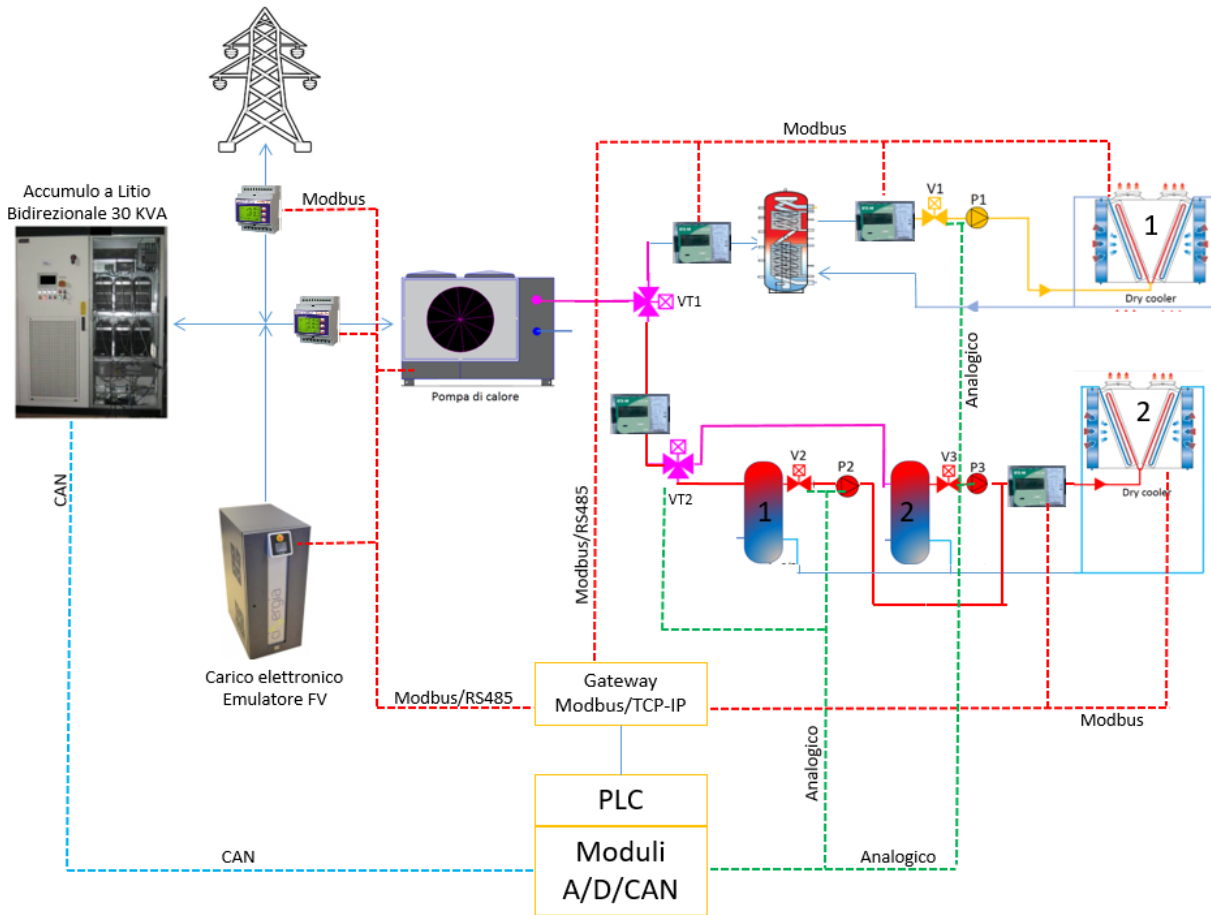 Modbus
Accumulo a Litio
Bidirezionale 30 KVA
Modbus
V1
P1
1
Dry cooler
VT1
Pompa di calore
Analogico
2
Dry cooler
CAN
V2
P2
V3
P3
VT2
1
2
Modbus/RS485
Carico elettronico
Emulatore FV
Modbus/RS485
Gateway
Modbus/TCP-IP
Modbus
Analogico
PLC
CAN
Moduli
A/D/CAN
Analogico